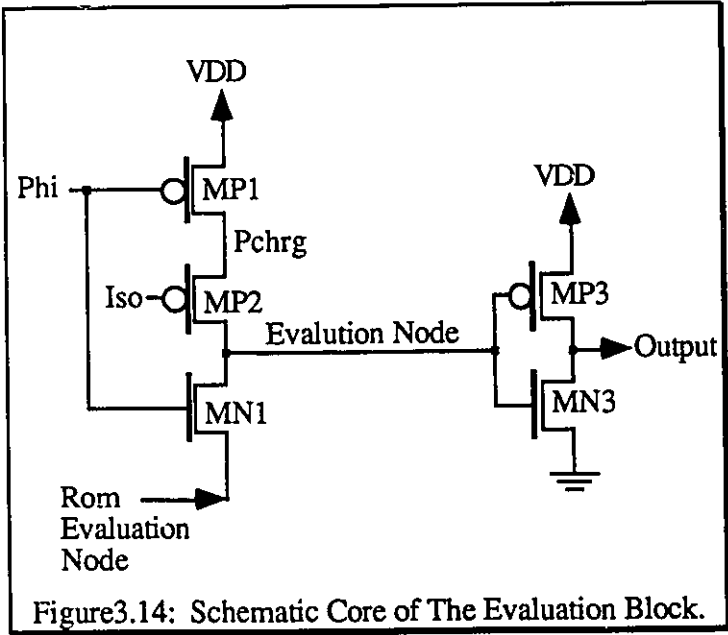 VDD
Phi
MP1
VDD
Pchrg
Iso
MP2
MP3
Evalution Node
Output
MN1
MN3
Rom
Evaluation
Node
Figure3.14: Schematic Core of The Evaluation Block.